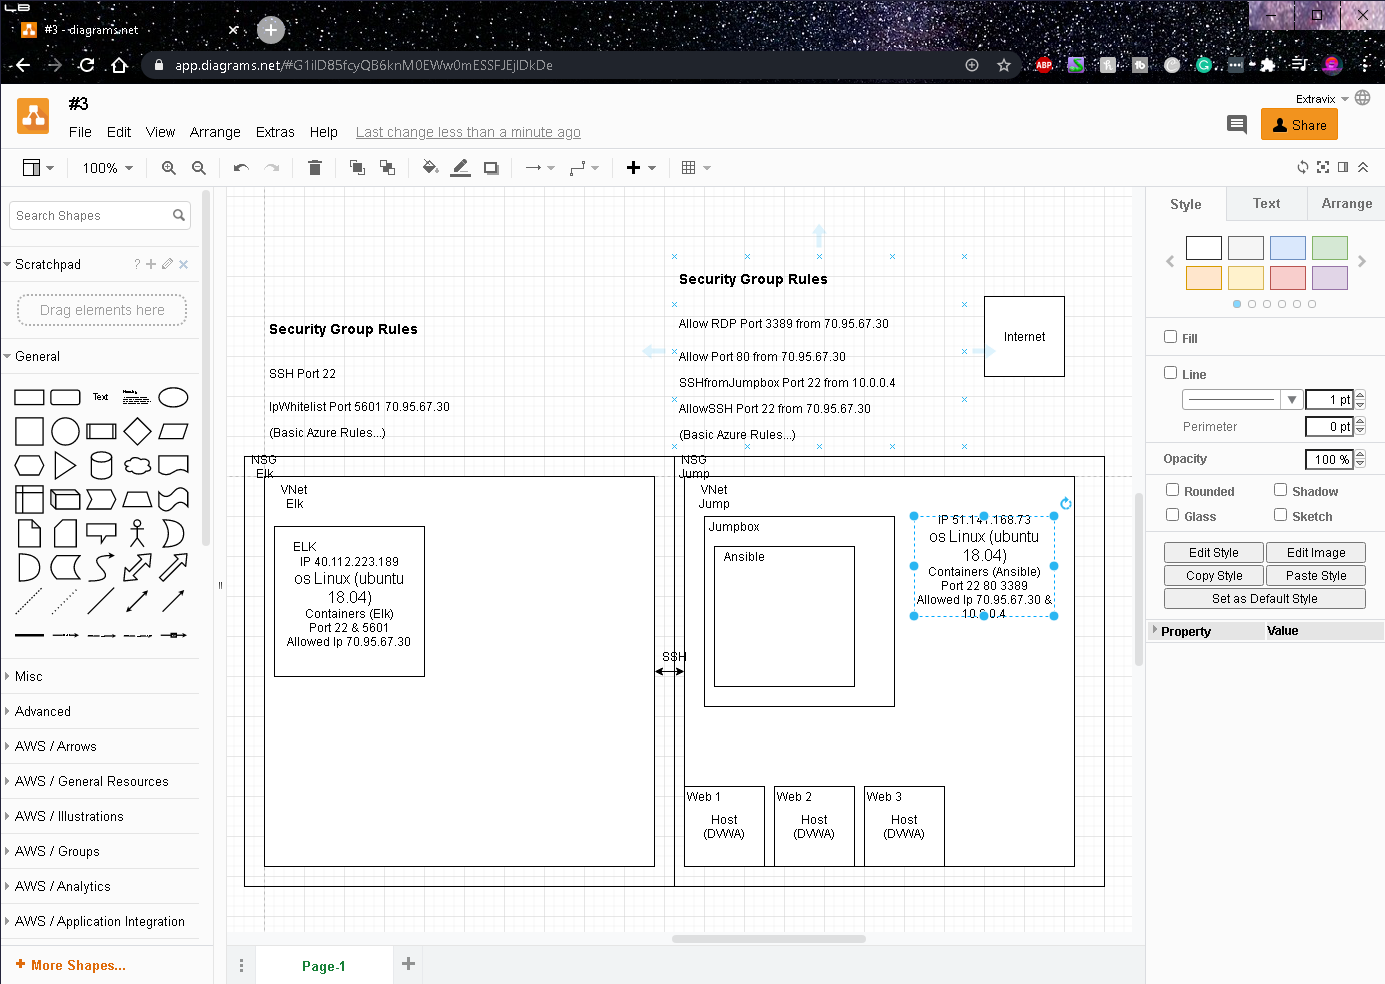 #3 - diagrams.net
app.diagrams.net/#G1iID85fcyQB6knM0EWw0mESSFJEjIDkDe
ABP
#3
Extravix
File Edit View Arrange Extras Help Last change less than a minute ago
Share
100%
Search Shapes
Scratchpad
?
Drag elements here
General
Text
Heading
Misc
Advanced
AWS / Arrows
AWS / General Resources
AWS / Illustrations
AWS / Groups
AWS / Analytics
AWS / Application Integration
More Shapes...
Security Group Rules
SSH Port 22
IpWhitelist Port 5601 70.95.67.30
(Basic Azure Rules...)
Security Group Rules
Allow RDP Port 3389 from 70.95.67.30
Allow Port 80 from 70.95.67.30
SSHfromJumpbox Port 22 from 10.0.0.4
AllowSSH Port 22 from 70.95.67.30
(Basic Azure Rules...)
Internet
NSG
Elk
VNet
Elk
ELK
IP 40.112.223.189
os Linux (ubuntu
18.04)
Containers (Elk)
Port 22 & 5601
Allowed Ip 70.95.67.30
SSH
NSG
Jump
VNet
Jump
Jumpbox
Ansible
IP 51.141.168.73
os Linux (ubuntu
18.04)
Containers (Ansible)
Port 22 80 3389
Allowed Ip 70.95.67.30 &
10.0.0.4
Web 1
Host
(DVWA)
Web 2
Host
(DVWA)
Web 3
Host
(DVWA)
Page-1
Style Text Arrange
Fill
Line
1 pt
Perimeter 0 pt
Opacity 100 %
Rounded Shadow
Glass Sketch
Edit Style Edit Image
Copy Style Paste Style
Set as Default Style
Property Value